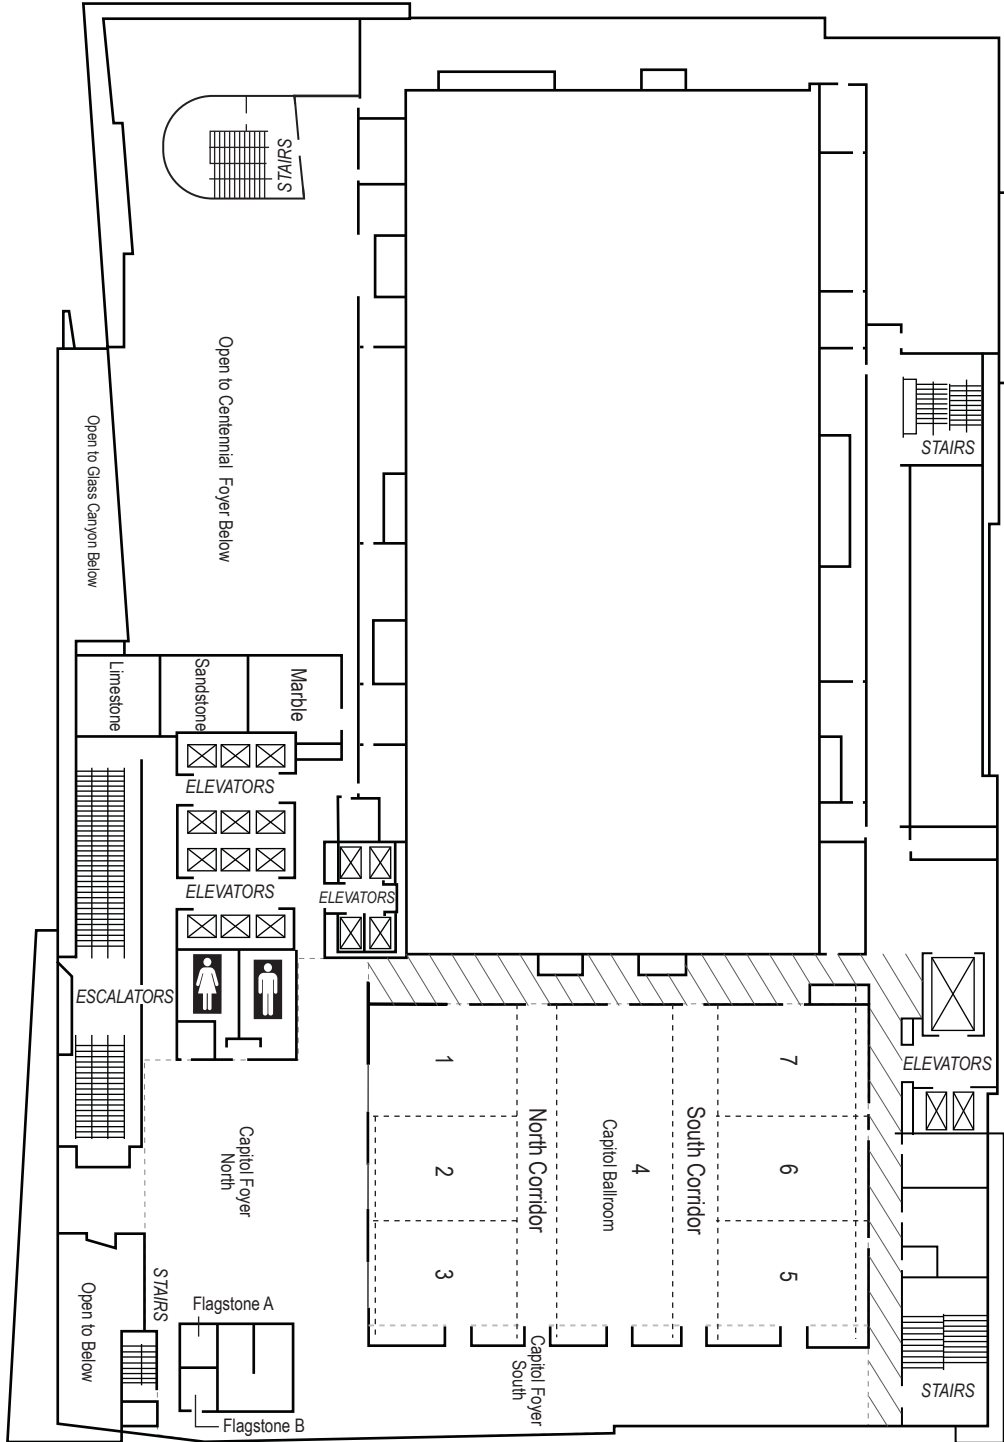 STAIRS
Open to Centennial Foyer Below
STAIRS
Open to Glass Canyon Below
Limestone
Sandstone
Marble
ELEVATORS
ELEVATORS
ELEVATORS
ESCALATORS
ELEVATORS
1
7
North Corridor
South Corridor
Capitol Ballroom
4
2
6
Capitol Foyer
North
3
5
STAIRS
Flagstone A
Open to Below
Capitol Foyer
South
STAIRS
Flagstone B